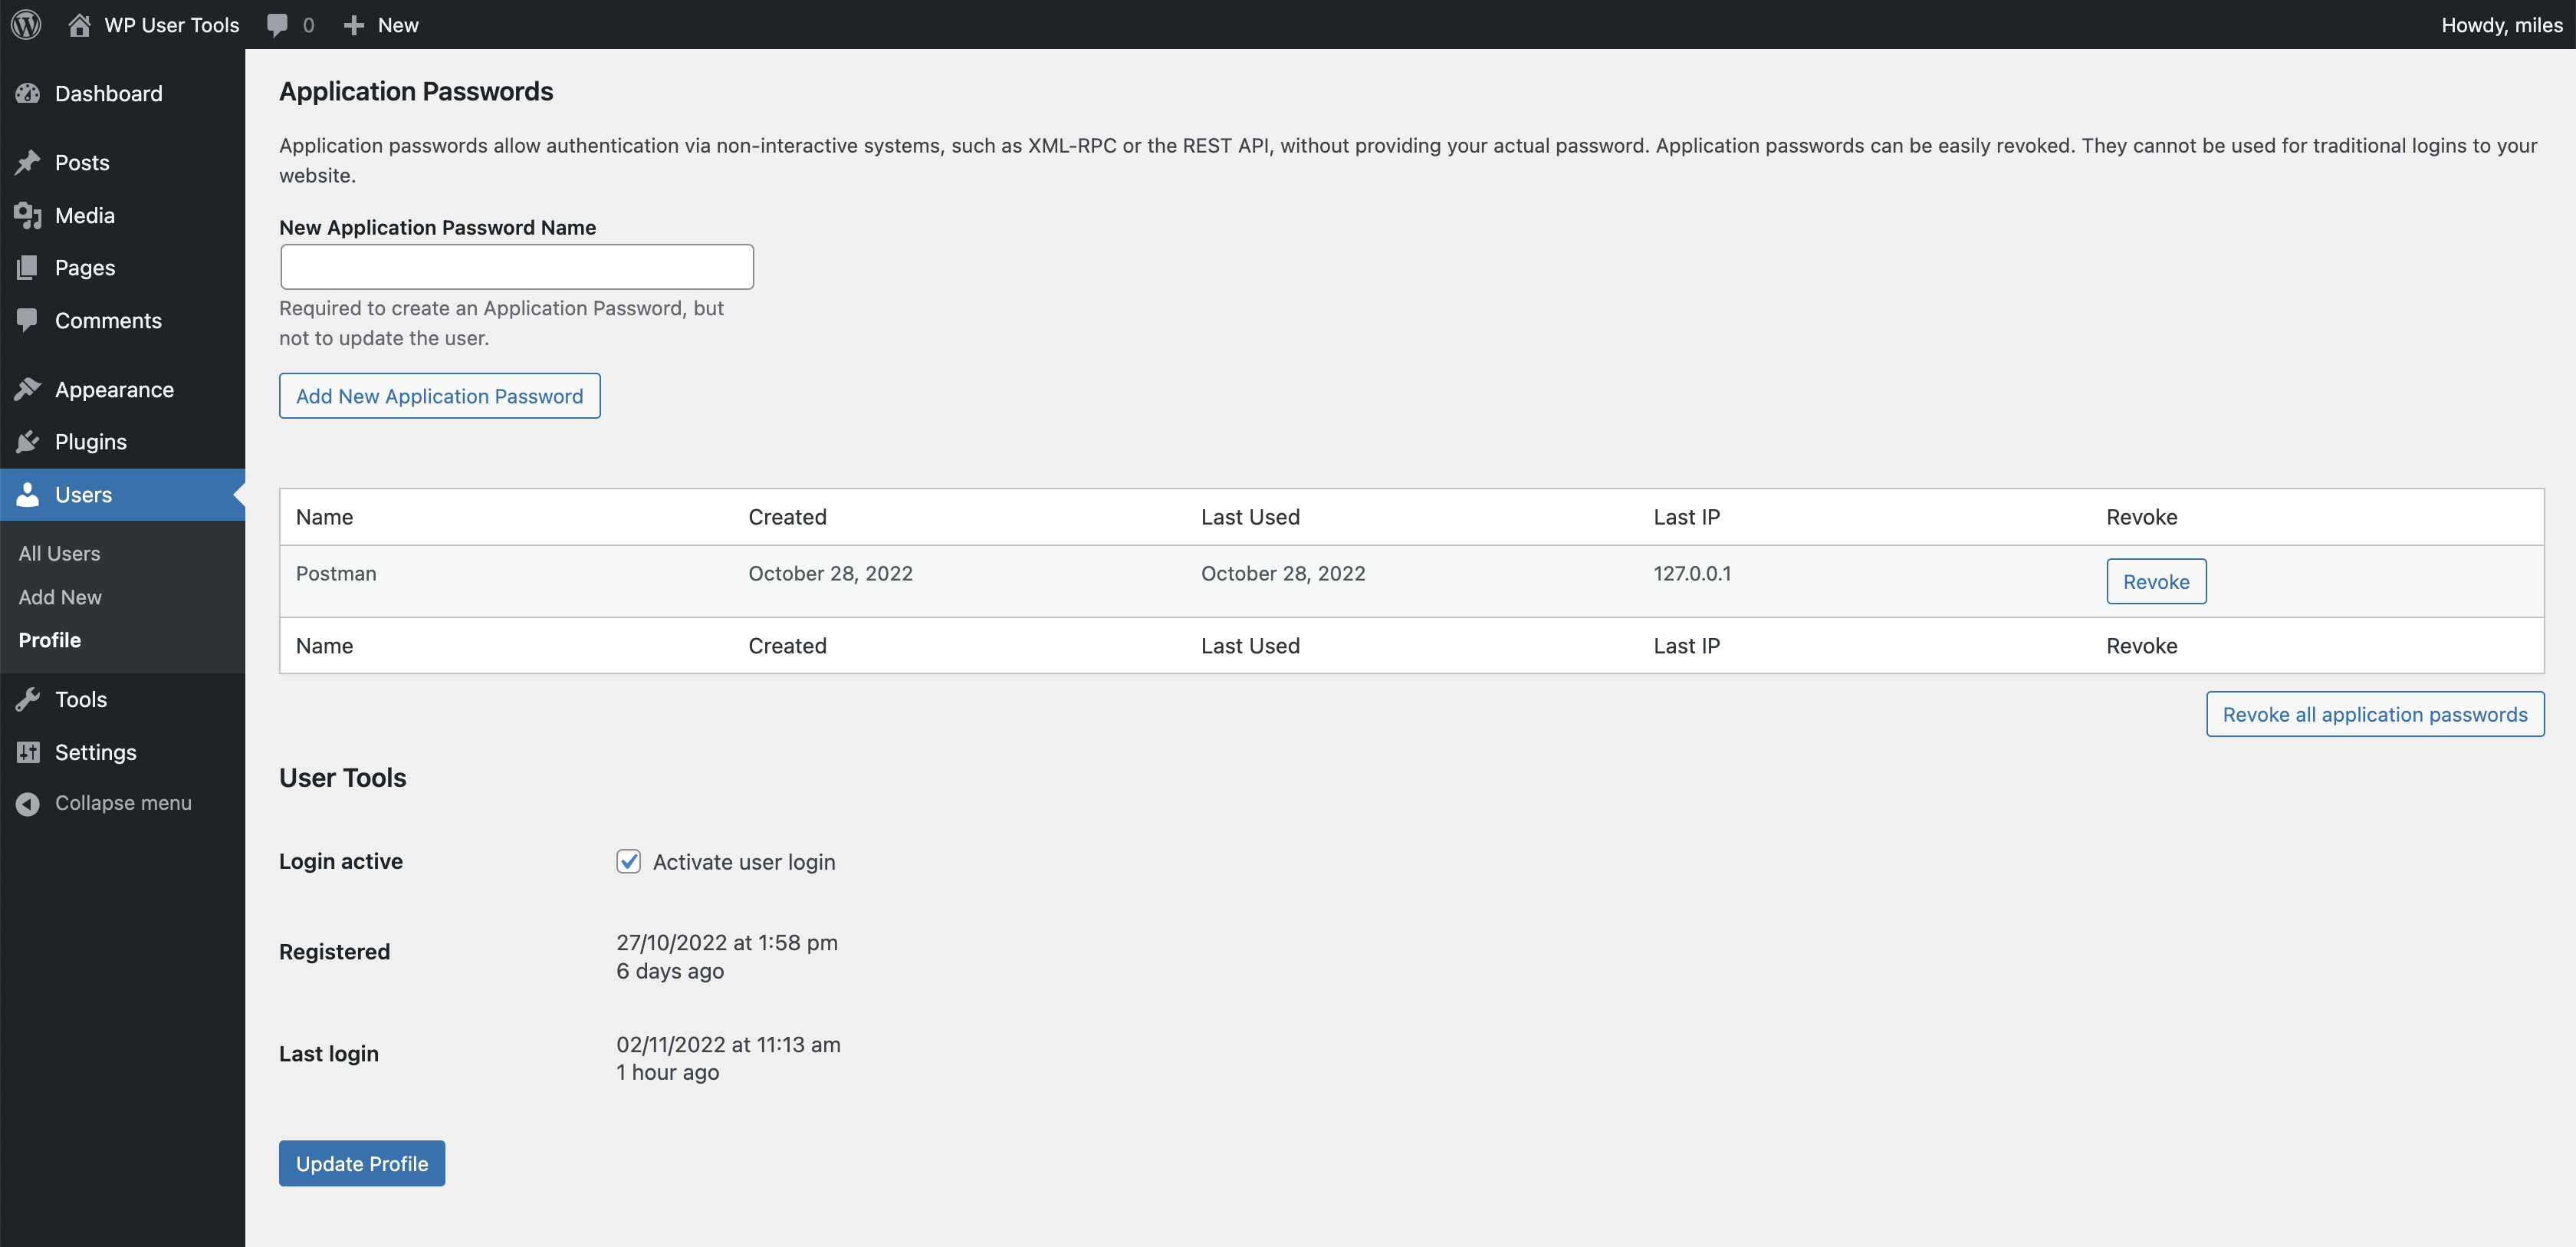 WP User Tools 0 New Howdy, miles
Dashboard
Posts
Media
Pages
Comments
Appearance
Plugins
Users
All Users
Add New
Profile
Tools
Settings
Collapse menu
Application Passwords
Application passwords allow authentication via non-interactive systems, such as XML-RPC or the REST API, without providing your actual password. Application passwords can be easily revoked. They cannot be used for traditional logins to your
website.
New Application Password Name
Required to create an Application Password, but
not to update the user.
Add New Application Password
Name Created Last Used Last IP Revoke
Postman October 28, 2022 October 28, 2022 127.0.0.1 Revoke
Name Created Last Used Last IP Revoke
Revoke all application passwords
User Tools
Login active Activate user login
Registered 27/10/2022 at 1:58 pm
6 days ago
Last login 02/11/2022 at 11:13 am
1 hour ago
Update Profile